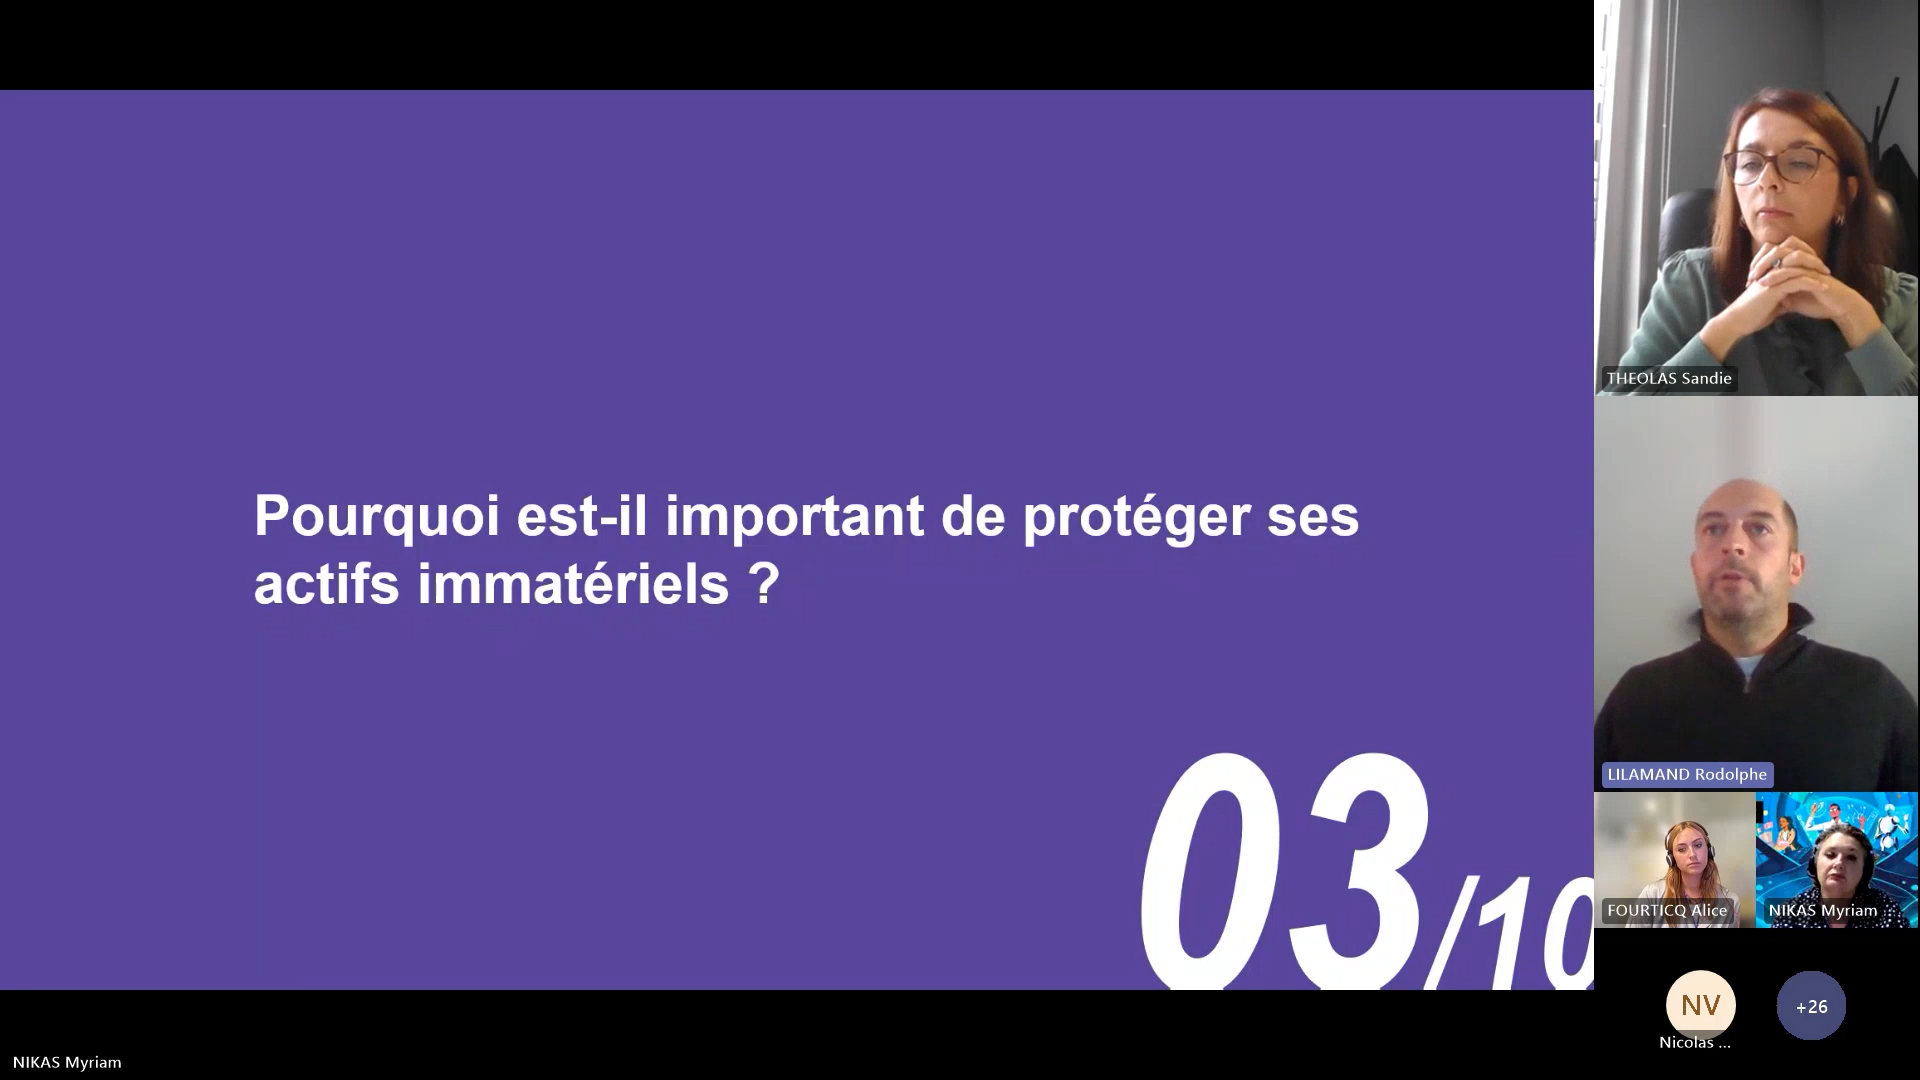 Pourquoi est-il important de protéger ses
actifs immatériels ?
03/10
THEOLAS Sandie
LILAMAND Rodolphe
FOURTICQ Alice
NIKAS Myriam
NV
+26
Nicolas ...
NIKAS Myriam